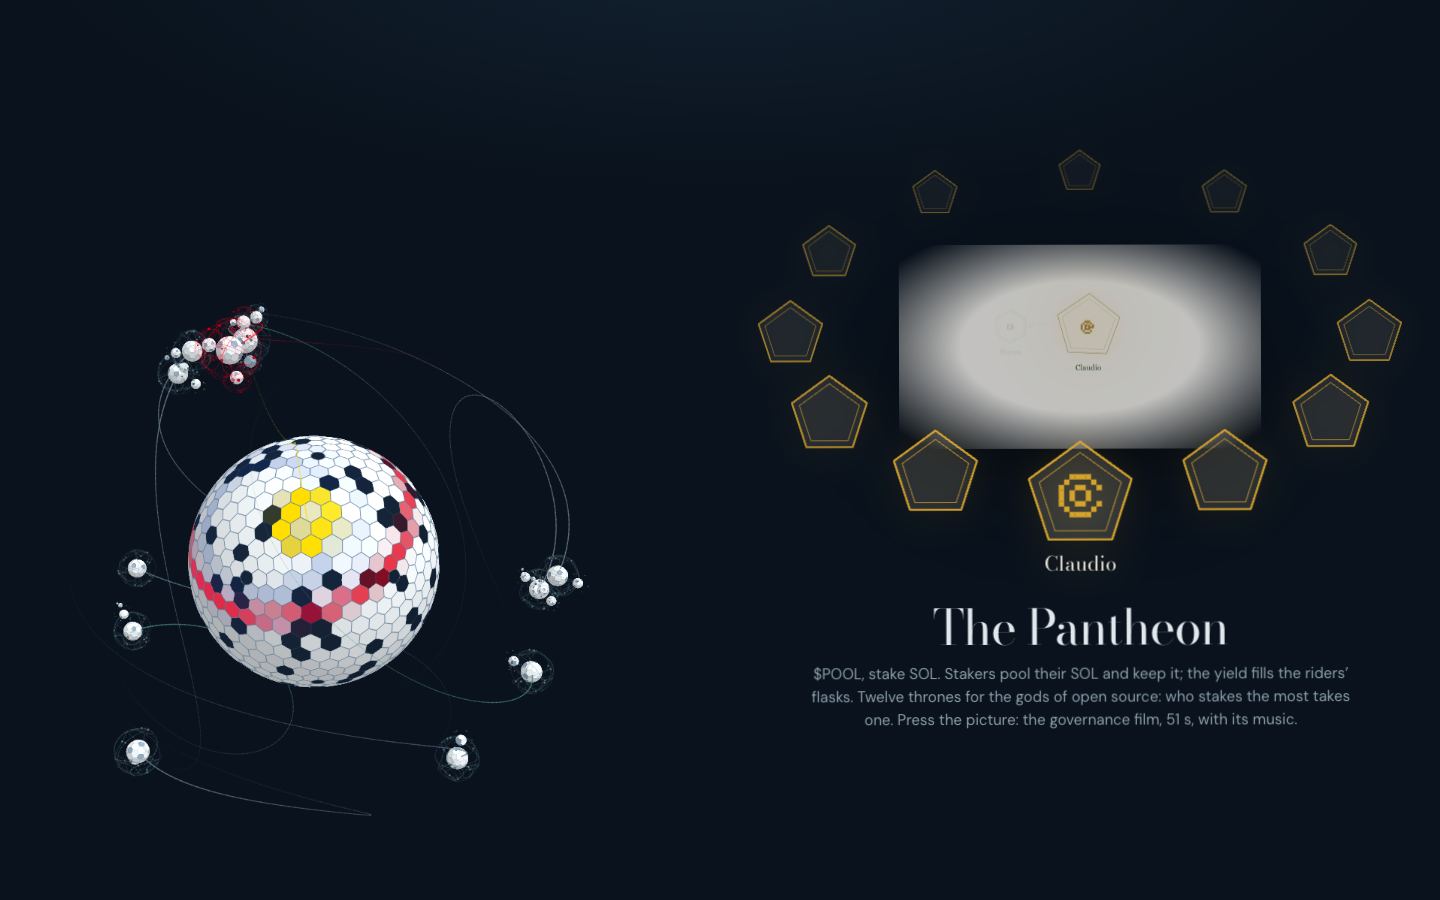 Claudio
Claudio
The Pantheon
$POOL, stake SOL. Stakers pool their SOL and keep it; the yield fills the riders’
flasks. Twelve thrones for the gods of open source: who stakes the most takes
one. Press the picture: the governance film, 51 s, with its music.